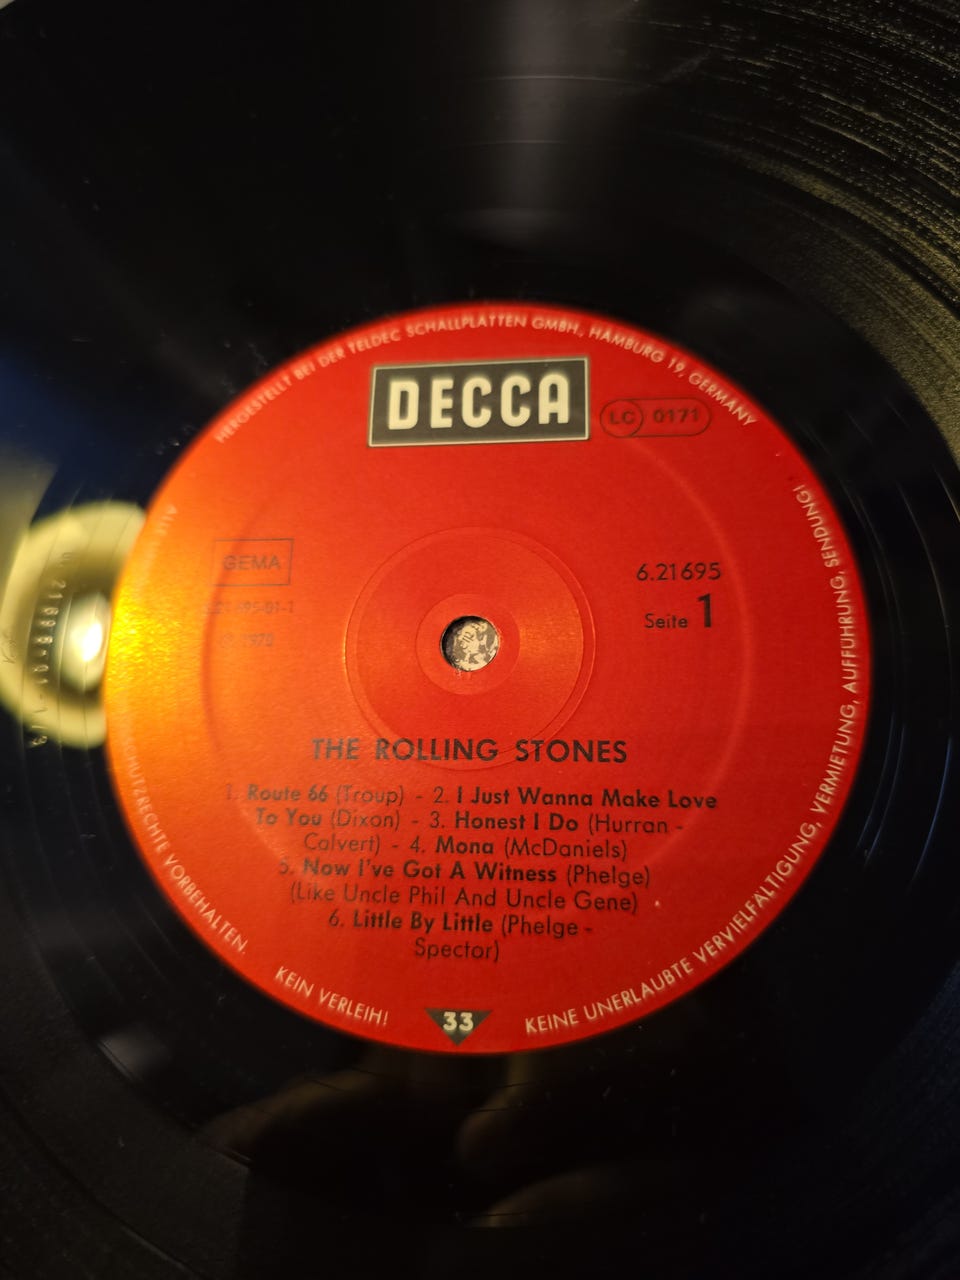 HERGESTELLT BEI DER TELDEC SCHALLPLATTEN GMBH, HAMBURG 19, GERMANY
DECCA
LC 0171
GEMA
6.21695
Seite 1
1970
THE ROLLING STONES
1. Route 66 (Troup) - 2. I Just Wanna Make Love
To You (Dixon) - 3. Honest I Do (Hurran -
Calvert) - 4. Mona (McDaniels)
5. Now I've Got A Witness (Phelge)
(Like Uncle Phil And Uncle Gene)
6. Little By Little (Phelge -
Spector)
33
SCHUTZRECHTE VORBEHALTEN.
KEIN VERLEIH!
KEINE UNERLAUBTE VERVIELFÄLTIGUNG, VERMIETUNG, AUFFÜHRUNG, SENDUNG!